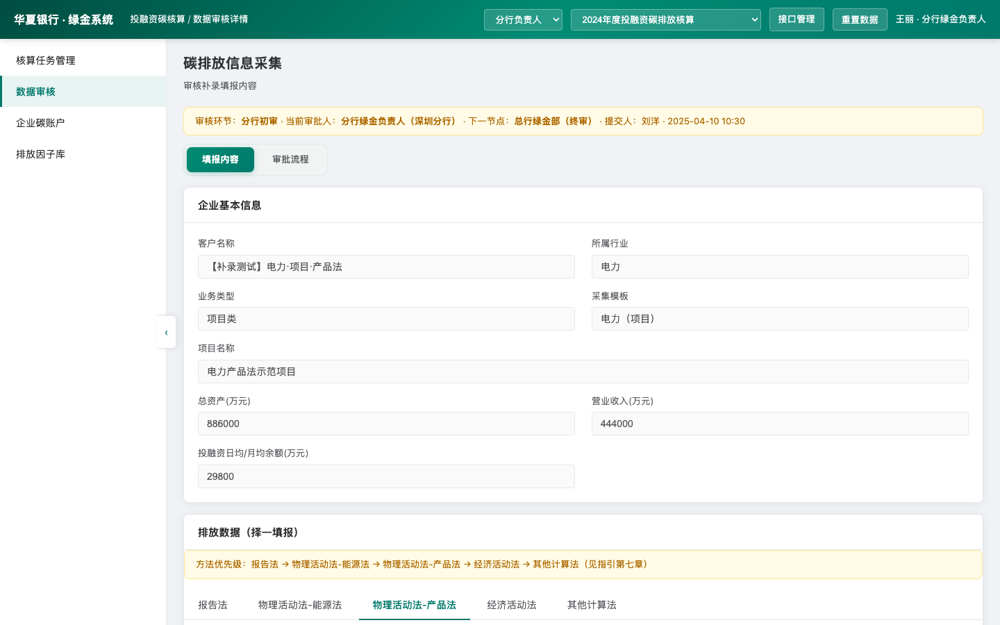 华夏银行 · 绿金系统 投融资碳核算 / 数据审核详情 分行负责人 2024年度投融资碳排放核算 接口管理 重置数据 王丽 · 分行绿金负责人
核算任务管理
数据审核
企业碳账户
排放因子库
‹
碳排放信息采集
审核补录填报内容
审核环节：分行初审 · 当前审批人：分行绿金负责人（深圳分行） · 下一节点：总行绿金部（终审） · 提交人：刘洋 · 2025-04-10 10:30
填报内容 审批流程
企业基本信息
客户名称 所属行业
【补录测试】电力·项目·产品法 电力
业务类型 采集模板
项目类 电力（项目）
项目名称
电力产品法示范项目
总资产(万元) 营业收入(万元)
886000 444000
投融资日均/月均余额(万元)
29800
排放数据（择一填报）
方法优先级：报告法 → 物理活动法-能源法 → 物理活动法-产品法 → 经济活动法 → 其他计算法（见指引第七章）
报告法 物理活动法-能源法 物理活动法-产品法 经济活动法 其他计算法